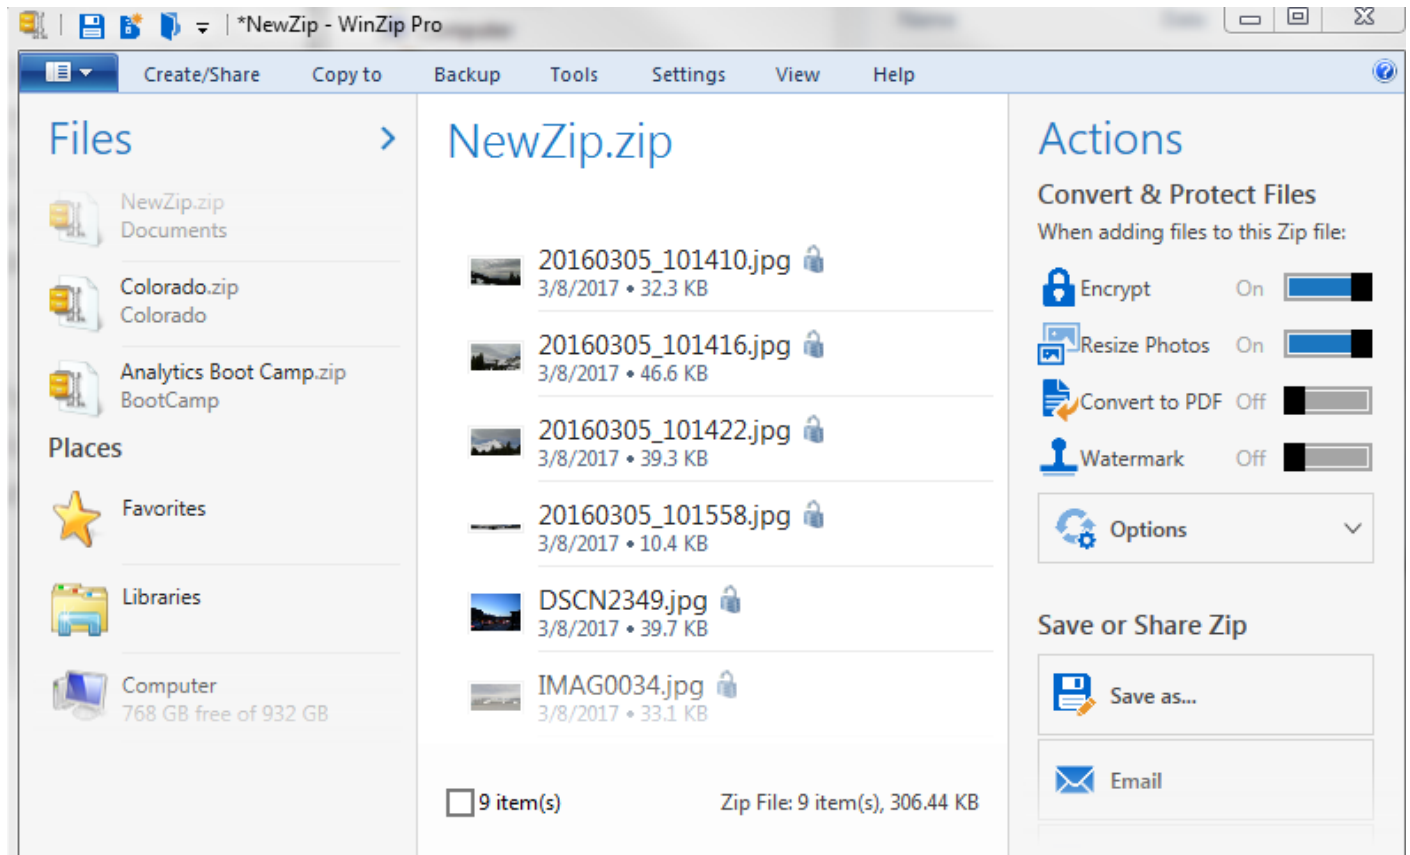 *NewZip - WinZip Pro
Create/Share Copy to Backup Tools Settings View Help
Files
NewZip.zip
Documents
Colorado.zip
Colorado
Analytics Boot Camp.zip
BootCamp
Places
Favorites
Libraries
Computer
768 GB free of 932 GB
NewZip.zip
20160305_101410.jpg
3/8/2017 • 32.3 KB
20160305_101416.jpg
3/8/2017 • 46.6 KB
20160305_101422.jpg
3/8/2017 • 39.3 KB
20160305_101558.jpg
3/8/2017 • 10.4 KB
DSCN2349.jpg
3/8/2017 • 39.7 KB
IMAG0034.jpg
3/8/2017 • 33.1 KB
9 item(s) Zip File: 9 item(s), 306.44 KB
Actions
Convert & Protect Files
When adding files to this Zip file:
Encrypt On
Resize Photos On
Convert to PDF Off
Watermark Off
Options
Save or Share Zip
Save as...
Email